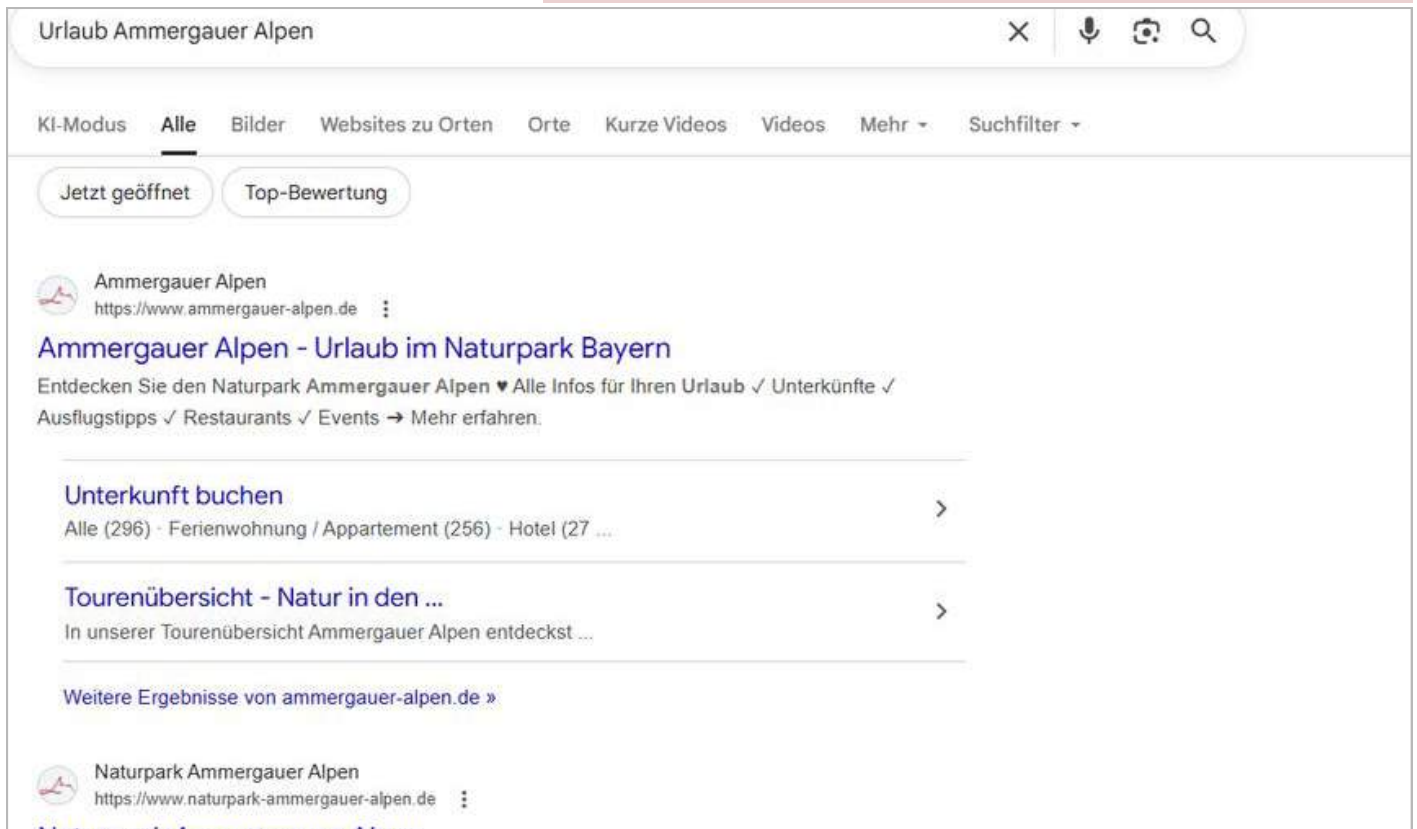 Urlaub Ammergauer Alpen
KI-Modus Alle Bilder Websites zu Orten Orte Kurze Videos Videos Mehr Suchfilter
Jetzt geöffnet Top-Bewertung
Ammergauer Alpen
https://www.ammergauer-alpen.de
Ammergauer Alpen - Urlaub im Naturpark Bayern
Entdecken Sie den Naturpark Ammergauer Alpen ♥ Alle Infos für Ihren Urlaub ✓ Unterkünfte ✓
Ausflugstipps ✓ Restaurants ✓ Events ➔ Mehr erfahren.
Unterkunft buchen
Alle (296) · Ferienwohnung / Appartement (256) · Hotel (27 ...
Tourenübersicht - Natur in den ...
In unserer Tourenübersicht Ammergauer Alpen entdeckst ...
Weitere Ergebnisse von ammergauer-alpen.de »
Naturpark Ammergauer Alpen
https://www.naturpark-ammergauer-alpen.de